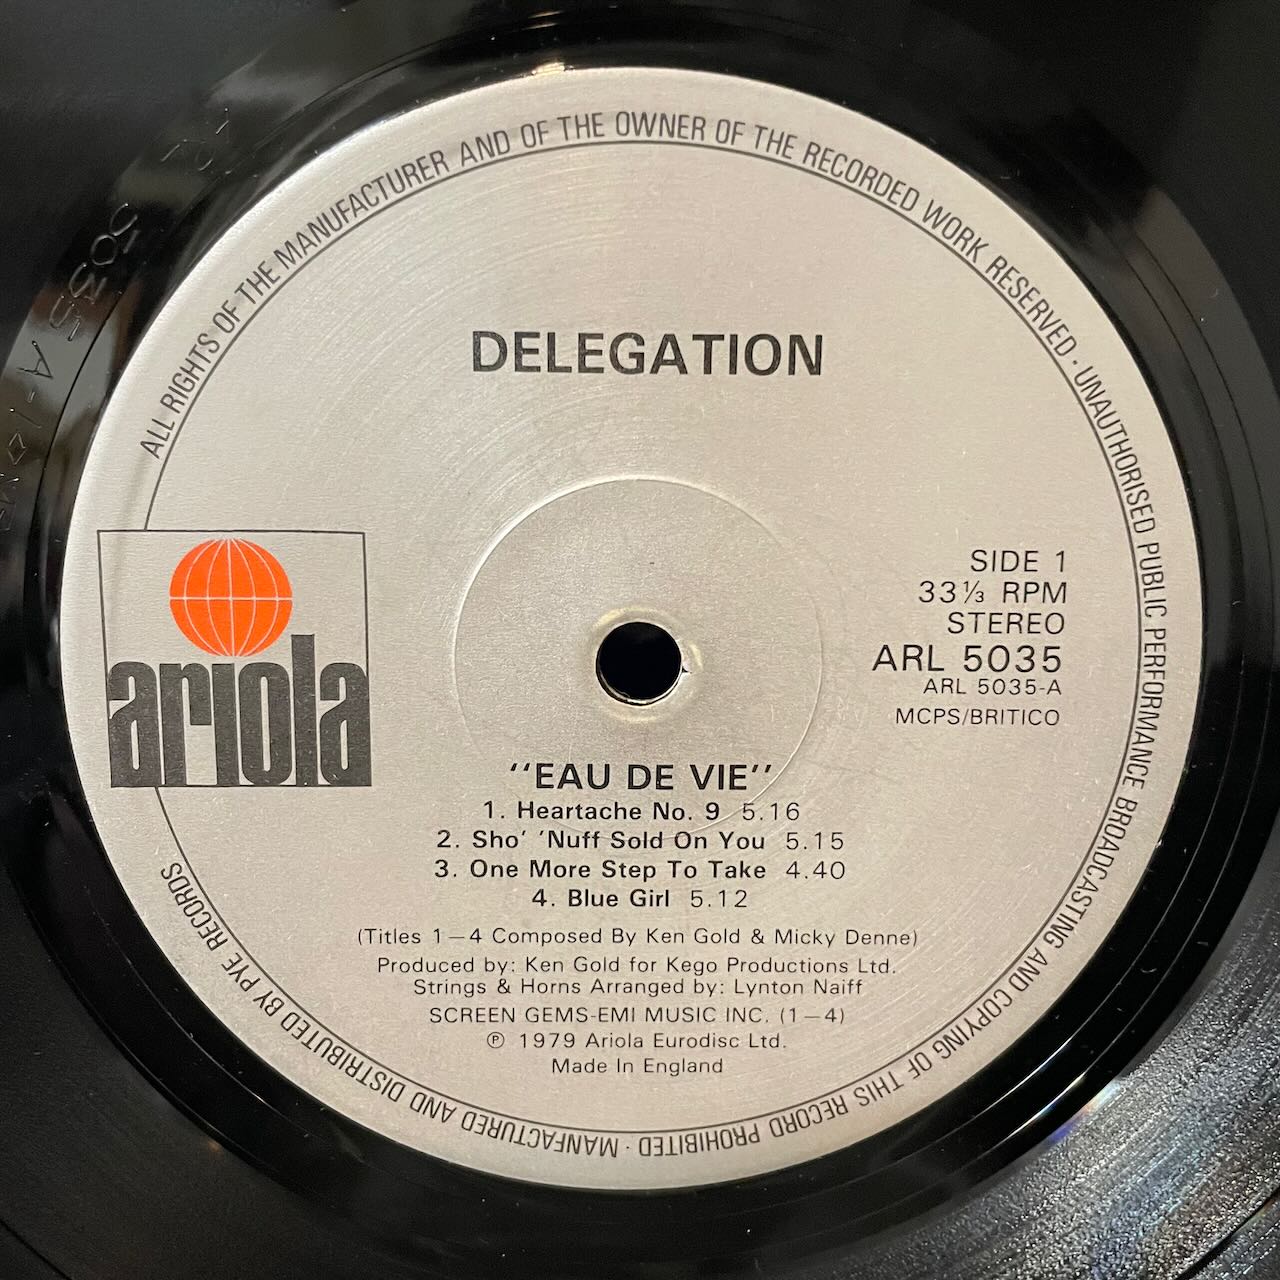 ALL RIGHTS OF THE MANUFACTURER AND OF THE OWNER OF THE RECORDED WORK RESERVED · UNAUTHORISED PUBLIC PERFORMANCE BROADCASTING AND COPYING OF THIS RECORD PROHIBITED · MANFACTURED AND DISTRIBUTED BY PYE RECORDS
DELEGATION
ariola
SIDE 1
33⅓ RPM
STEREO
ARL 5035
ARL 5035-A
MCPS/BRITICO
''EAU DE VIE''
1. Heartache No. 9 5.16
2. Sho' 'Nuff Sold On You 5.15
3. One More Step To Take 4.40
4. Blue Girl 5.12
(Titles 1–4 Composed By Ken Gold & Micky Denne)
Produced by: Ken Gold for Kego Productions Ltd.
Strings & Horns Arranged by: Lynton Naiff
SCREEN GEMS-EMI MUSIC INC. (1–4)
℗ 1979 Ariola Eurodisc Ltd.
Made In England
5035 A-1